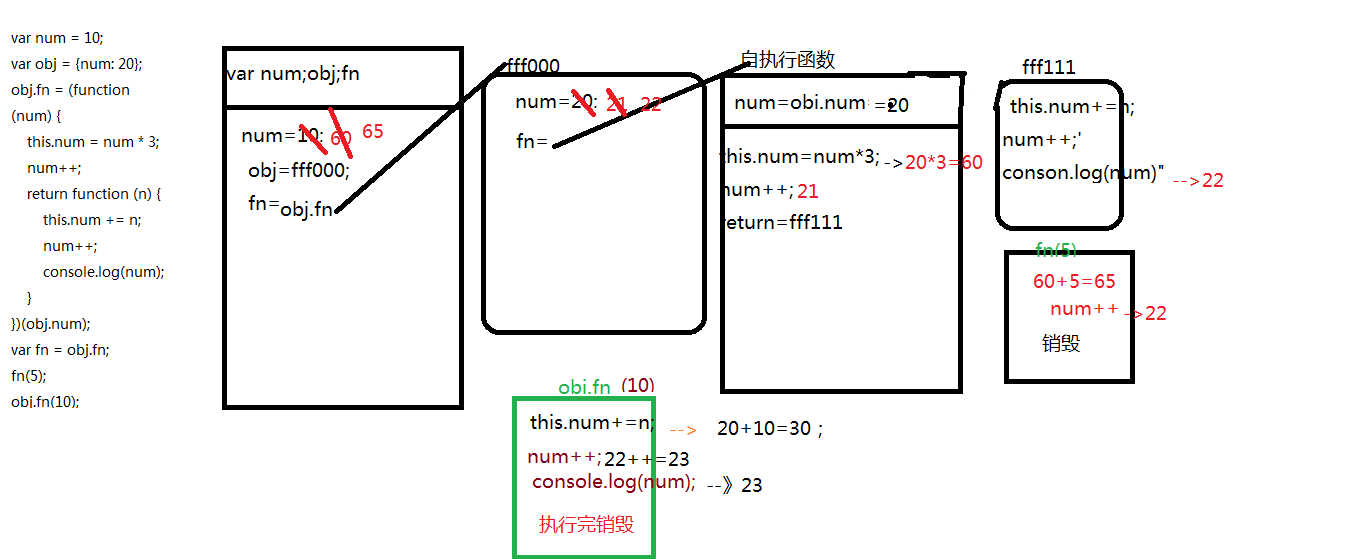 var num = 10;
var obj = {num: 20};
obj.fn = (function
(num) {
this.num = num * 3;
num++;
return function (n) {
this.num += n;
num++;
console.log(num);
}
})(obj.num);
var fn = obj.fn;
fn(5);
obj.fn(10);
var num;obj;fn
num=10: 60 65
obj=fff000;
fn=obj.fn
fff000
num=20: 21 22
fn=
自执行函数
num=obi.num =20
this.num=num*3; ->20*3=60
num++; 21
return=fff111
fff111
this.num+=n;
num++;'
conson.log(num)" -->22
fn(5)
60+5=65
num++ -->22
销毁
obi.fn (10)
this.num+=n; --> 20+10=30 ;
num++; 22++=23
console.log(num); --》23
执行完销毁